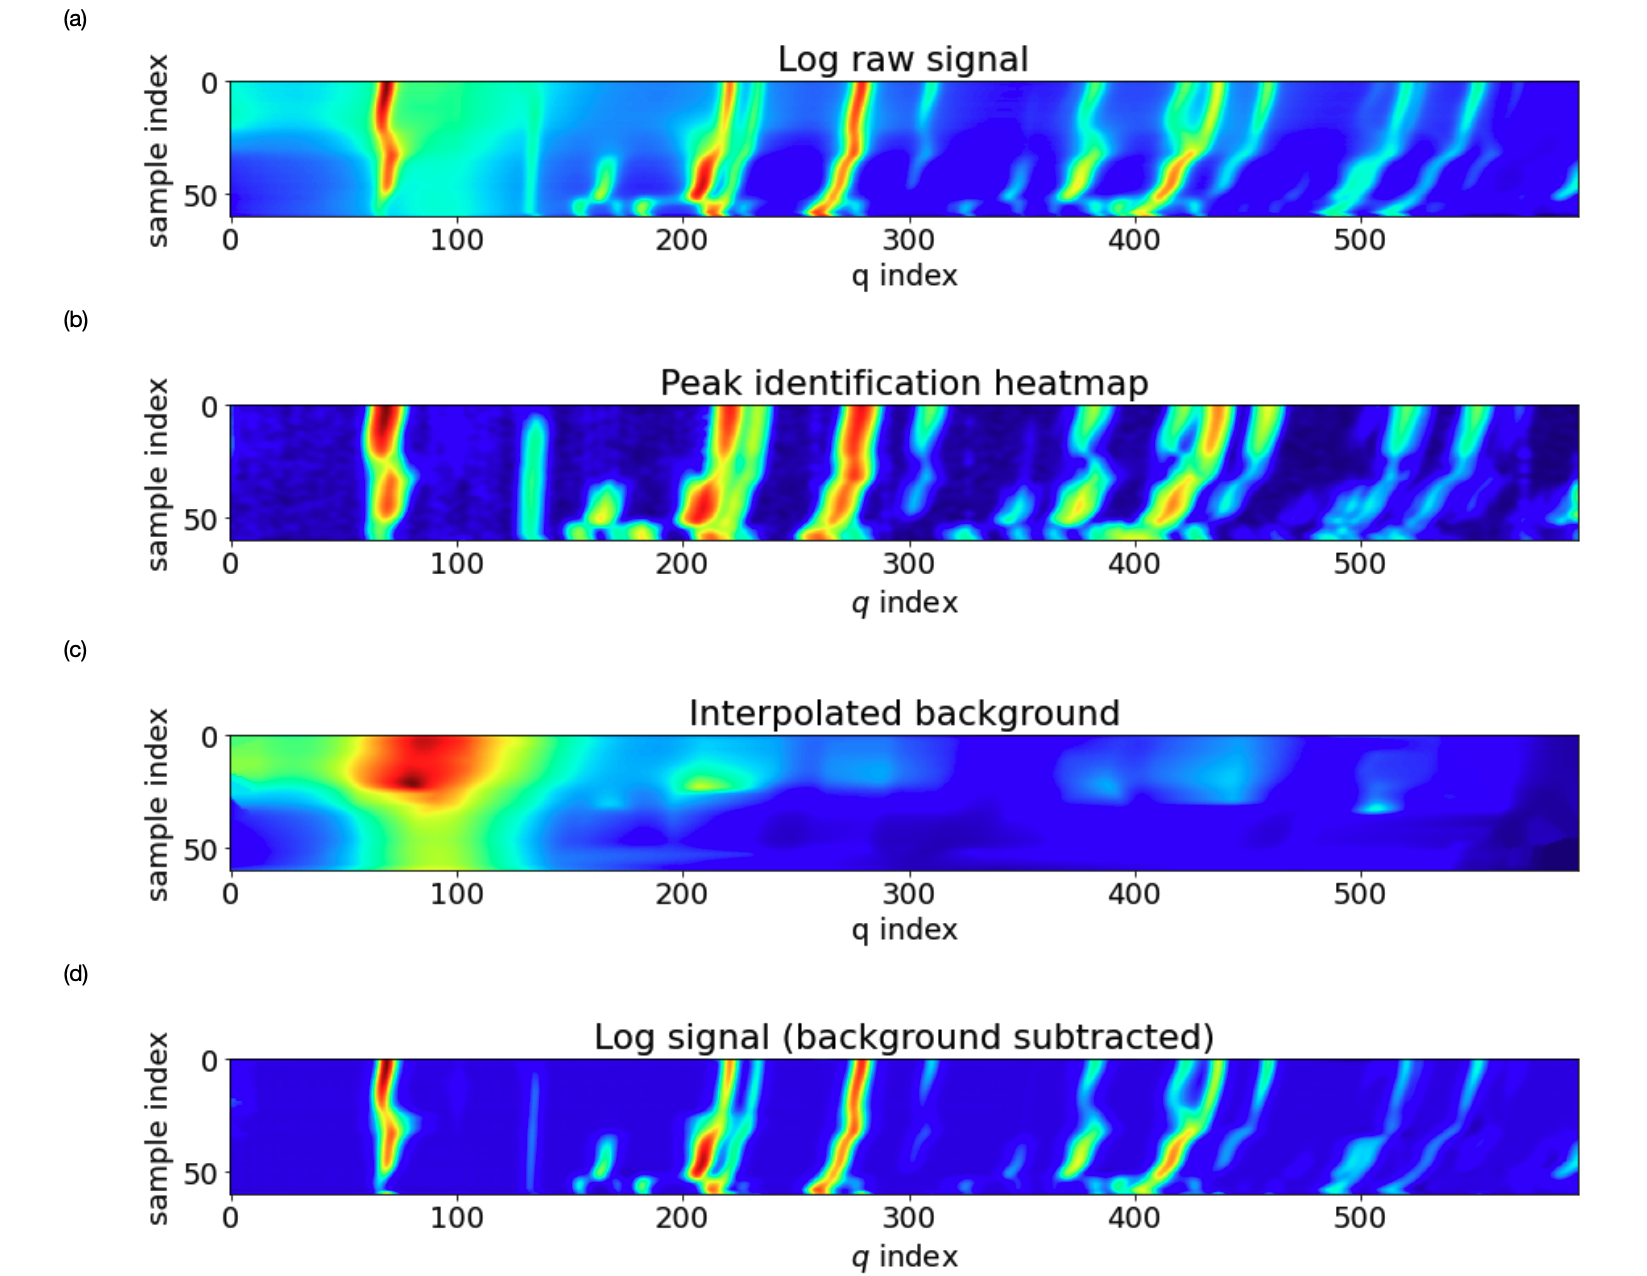 (a)
Log raw signal
sample index
0
50
0 100 200 300 400 500
q index
(b)
Peak identification heatmap
sample index
0
50
0 100 200 300 400 500
q index
(c)
Interpolated background
sample index
0
50
0 100 200 300 400 500
q index
(d)
Log signal (background subtracted)
sample index
0
50
0 100 200 300 400 500
q index